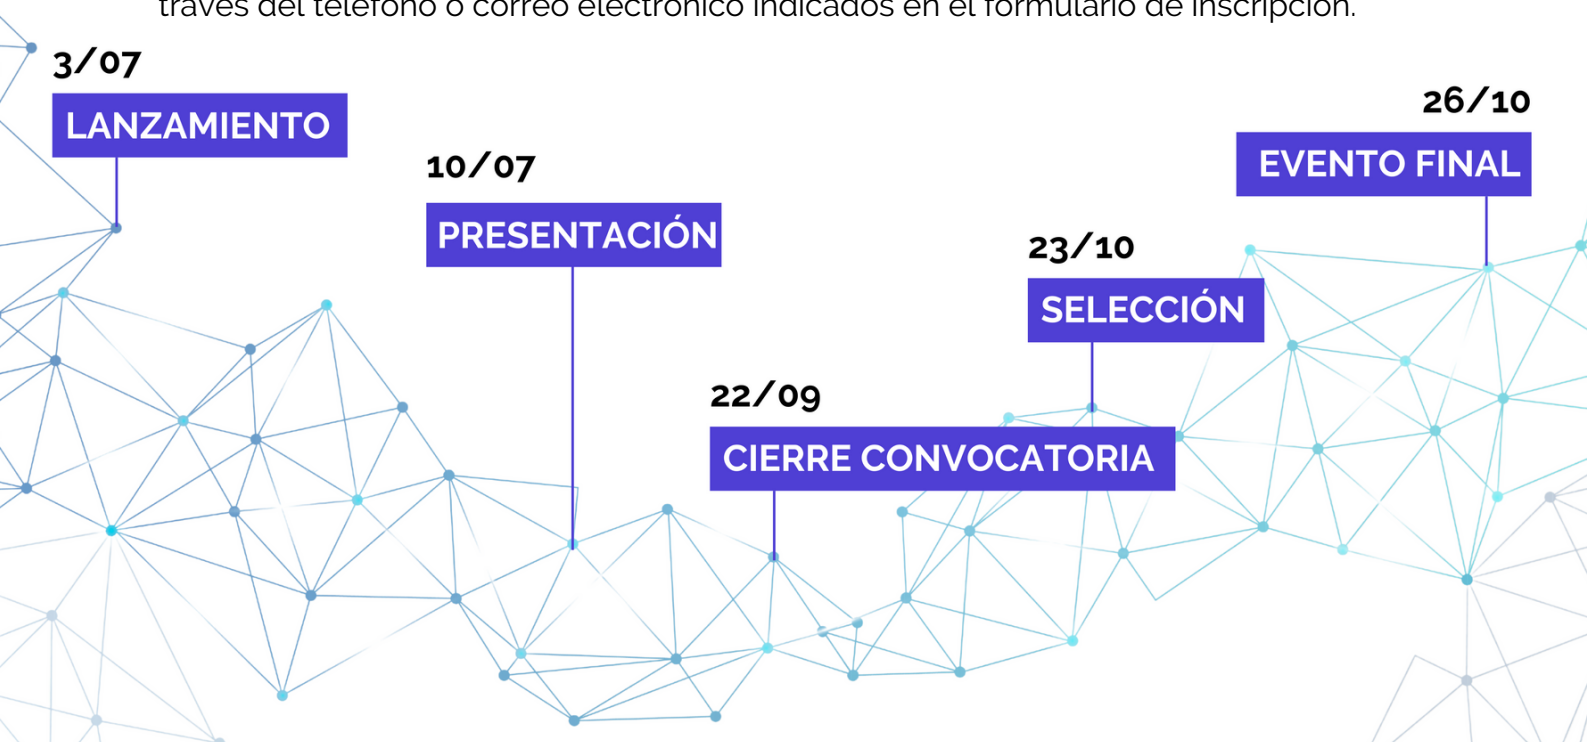 través del teléfono o correo electrónico indicados en el formulario de inscripción.
3/07
LANZAMIENTO
10/07
PRESENTACIÓN
22/09
CIERRE CONVOCATORIA
23/10
SELECCIÓN
26/10
EVENTO FINAL